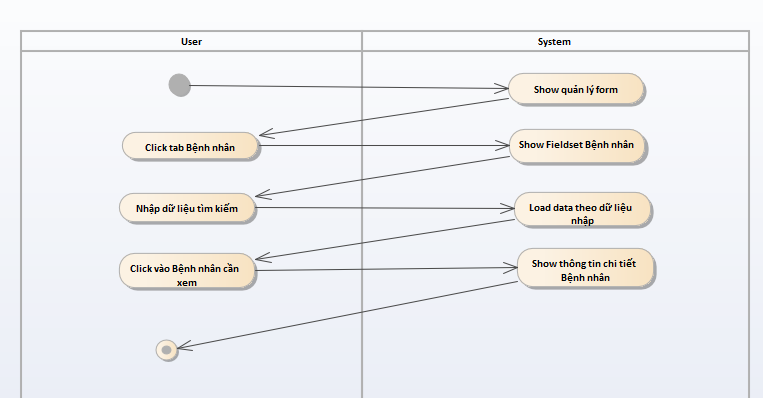 User
System
Show quản lý form
Click tab Bệnh nhân
Show Fieldset Bệnh nhân
Nhập dữ liệu tìm kiếm
Load data theo dữ liệu
nhập
Click vào Bệnh nhân cần
xem
Show thông tin chi tiết
Bệnh nhân